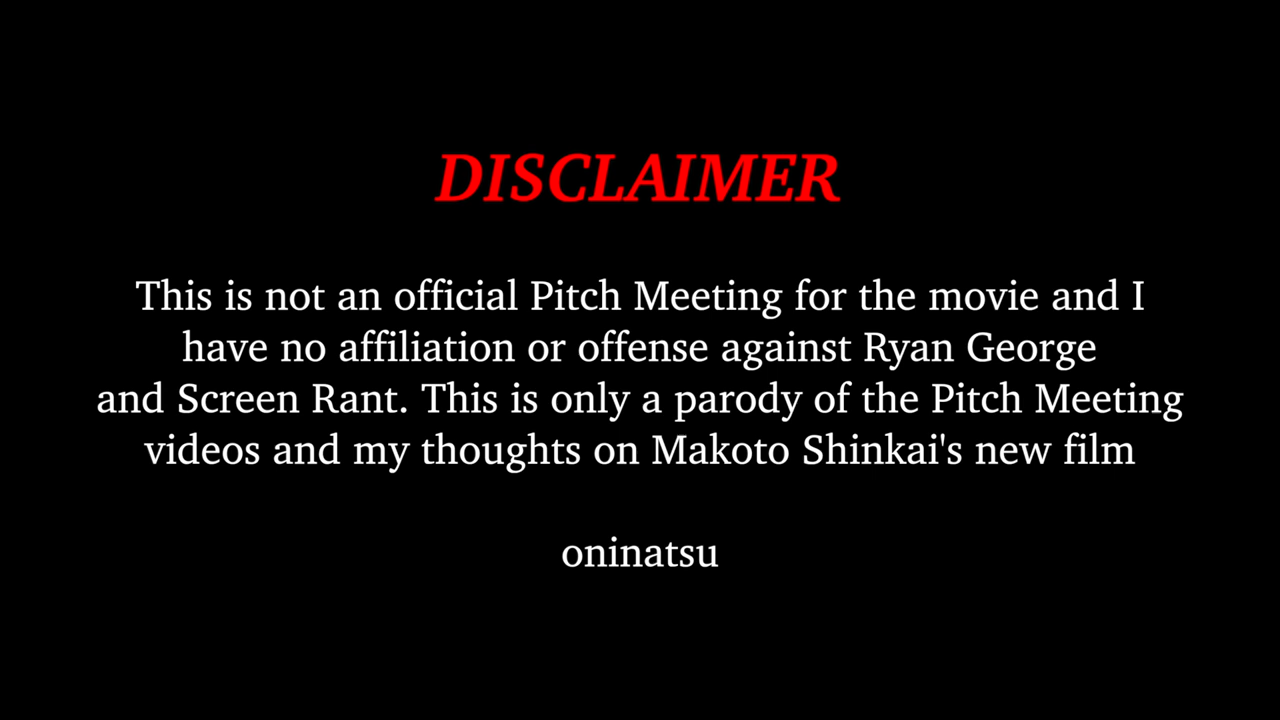 DISCLAIMER
This is not an official Pitch Meeting for the movie and I
have no affiliation or offense against Ryan George
and Screen Rant. This is only a parody of the Pitch Meeting
videos and my thoughts on Makoto Shinkai's new film
oninatsu